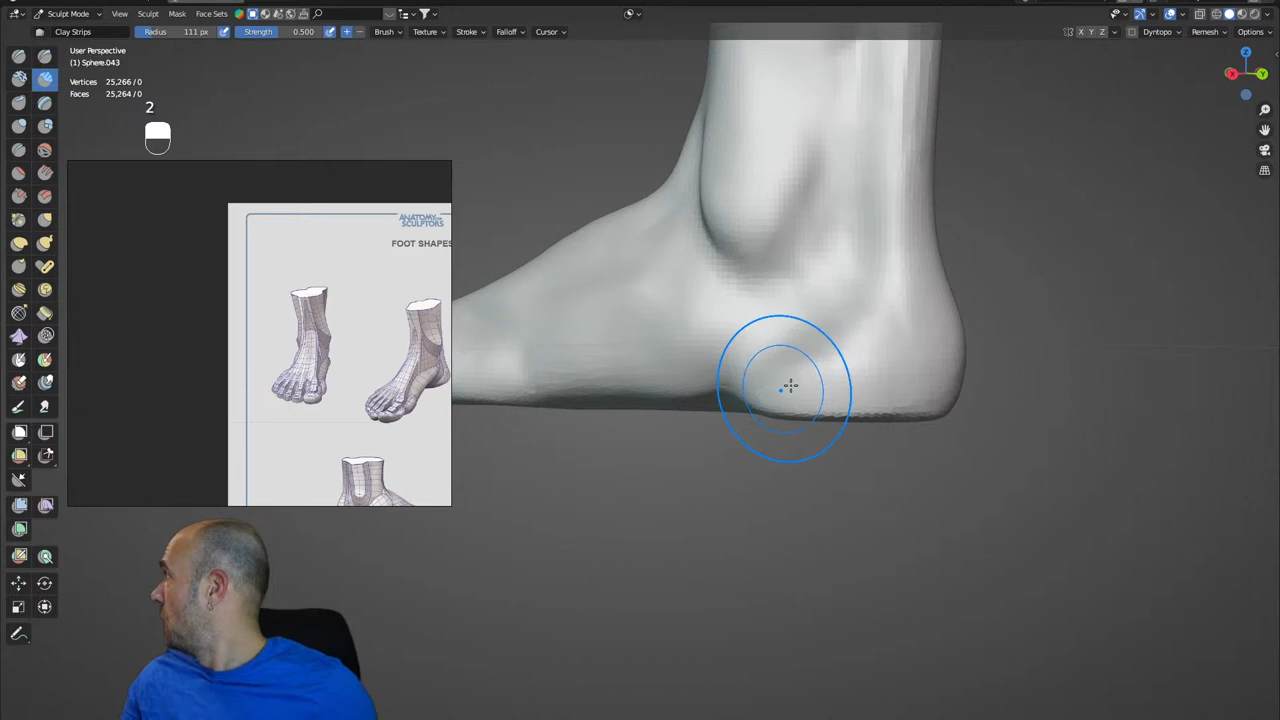 Sculpt Mode View Sculpt Mask Face Sets
Clay Strips Radius 111 px Strength 0.500 Brush Texture Stroke Falloff Cursor X Y Z Dyntopo Remesh Options
User Perspective
(1) Sphere.043
Vertices 25,266 / 0
Faces 25,264 / 0
2
Z
X Y
ANATOMY FOR
SCULPTORS
FOOT SHAPES